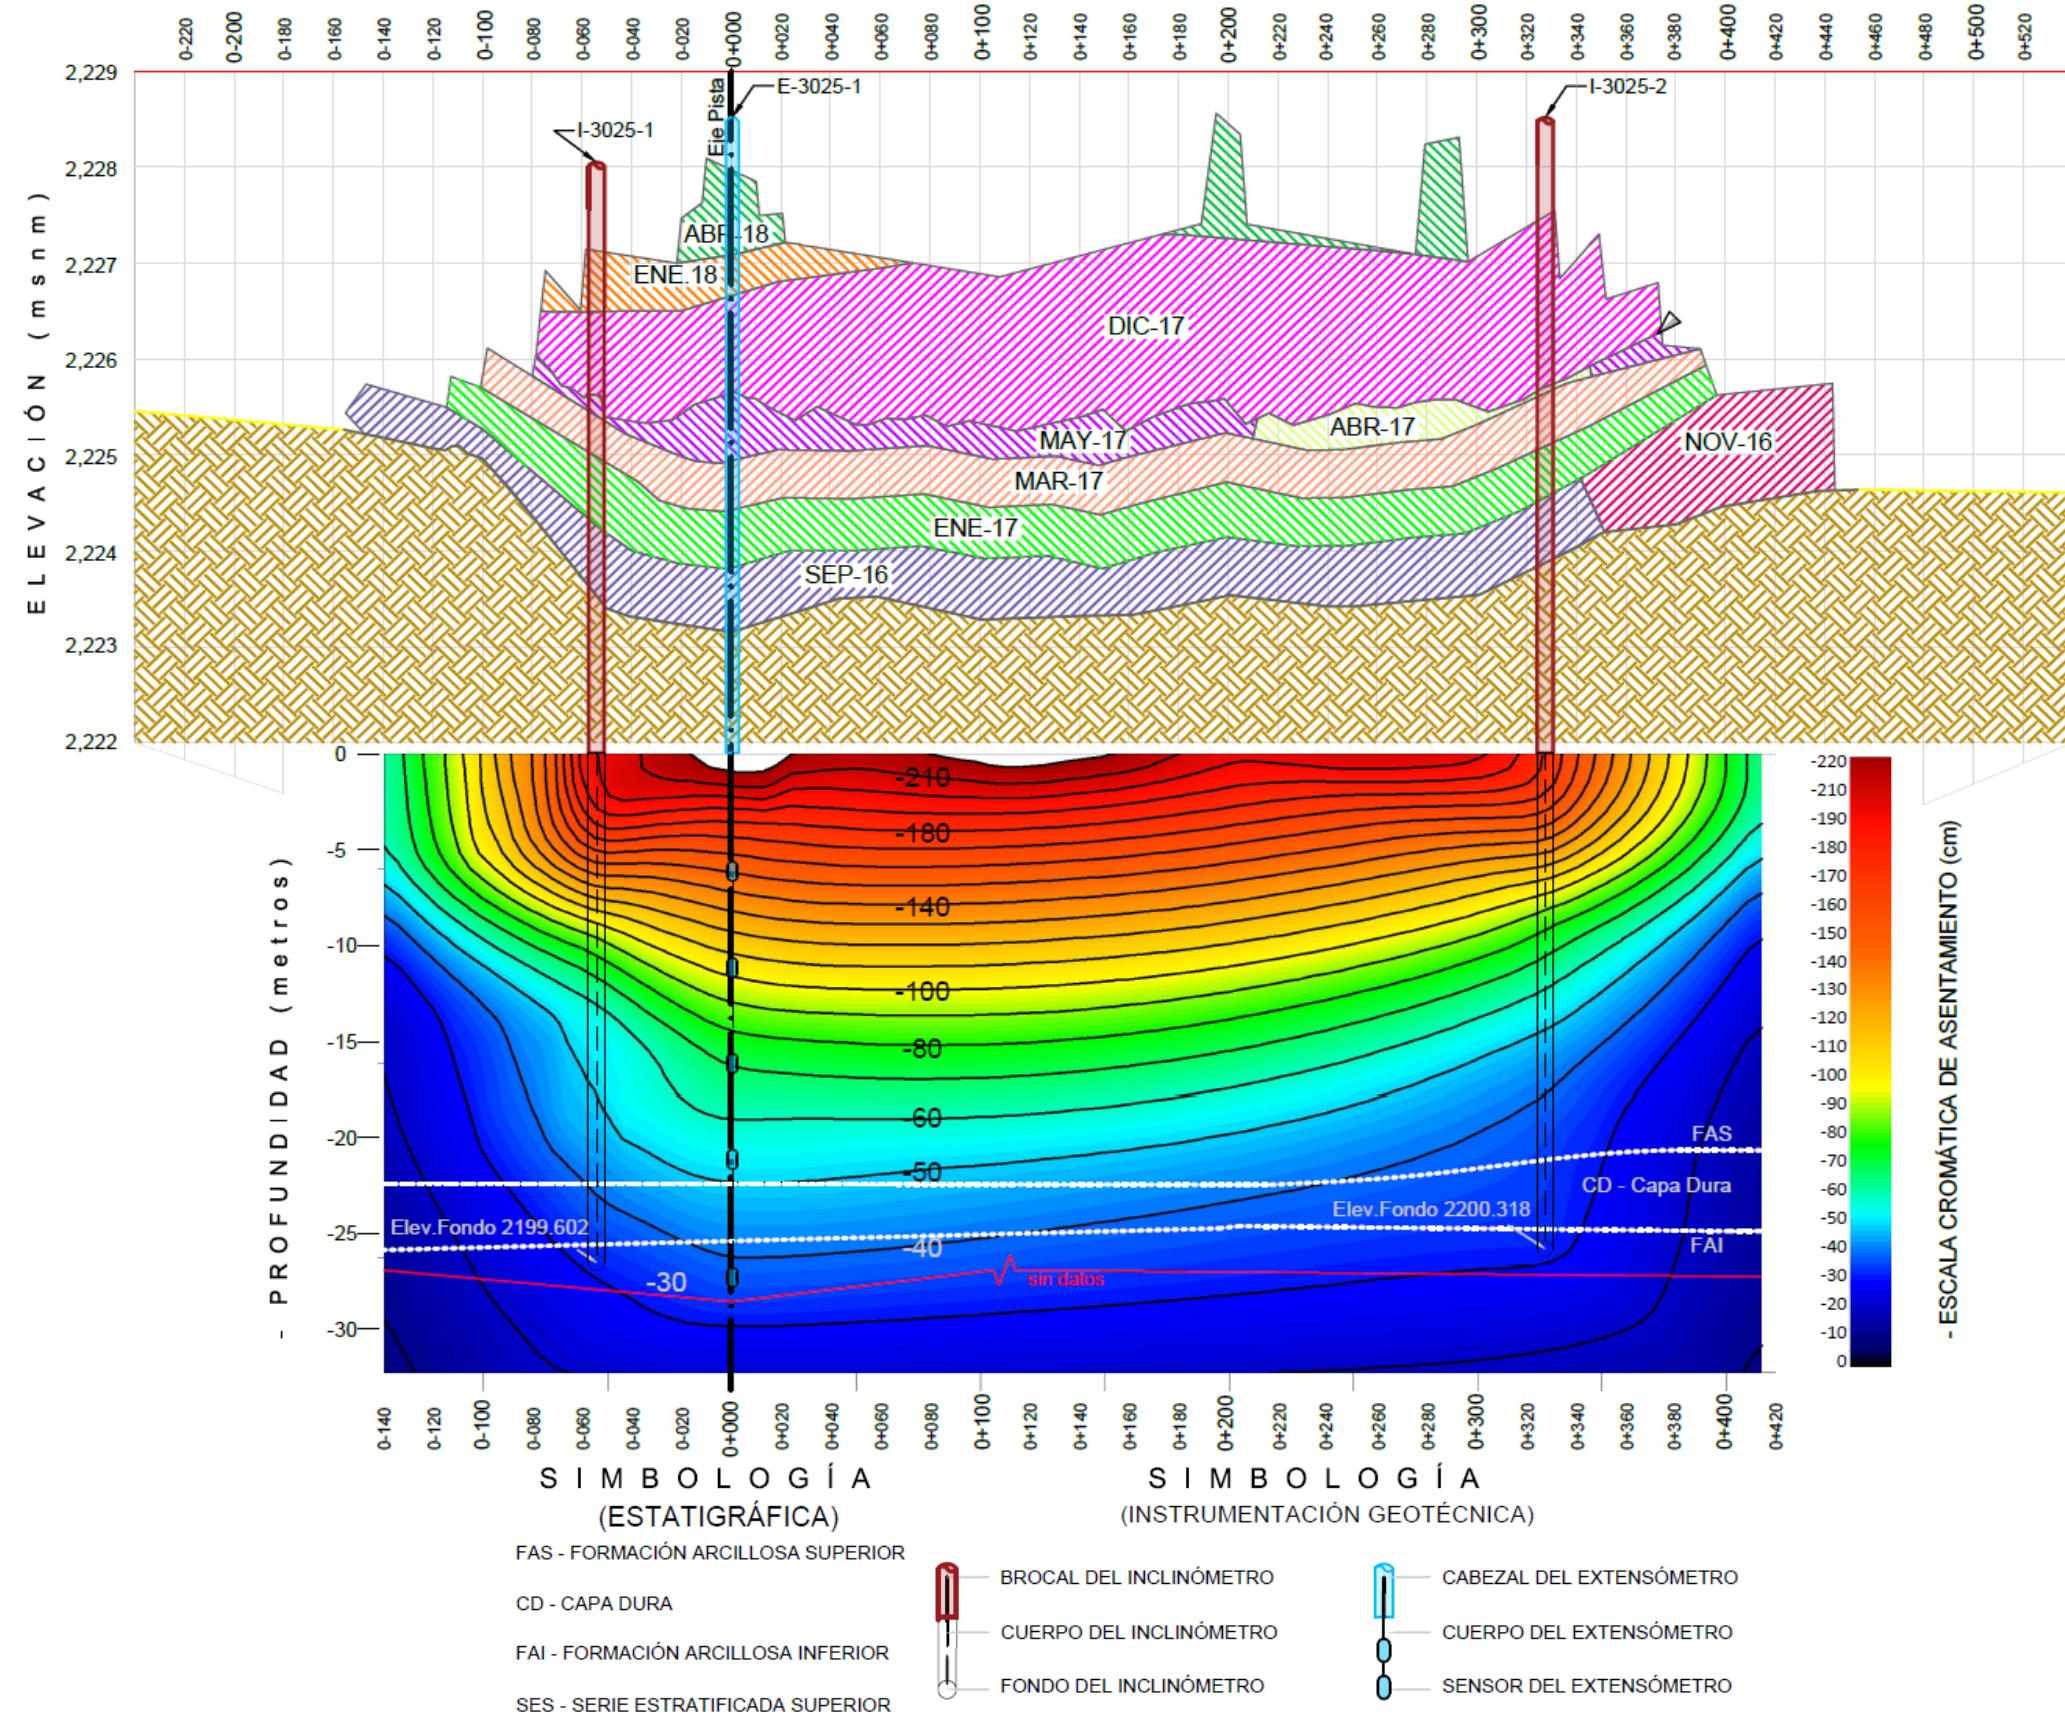 0-220 0-200 0-180 0-160 0-140 0-120 0-100 0-080 0-060 0-040 0-020 0+000 0+020 0+040 0+060 0+080 0+100 0+120 0+140 0+160 0+180 0+200 0+220 0+240 0+260 0+280 0+300 0+320 0+340 0+360 0+380 0+400 0+420 0+440 0+460 0+480 0+500 0+520
ELEVACIÓN (msnm)
2,229
2,228
2,227
2,226
2,225
2,224
2,223
2,222
Eje Pista
E-3025-1
I-3025-2
I-3025-1
ABR-18
ENE.18
DIC-17
ABR-17
MAY-17
NOV-16
MAR-17
ENE-17
SEP-16
- PROFUNDIDAD (metros)
0
-5
-10
-15
-20
-25
-30
-210
-180
-140
-100
-80
-60
-50
-40
-30
FAS
CD - Capa Dura
Elev.Fondo 2200.318
Elev.Fondo 2199.602
FAI
sin datos
-220
-210
-190
-180
-170
-160
-150
-140
-130
-120
-110
-100
-90
-80
-70
-60
-50
-40
-30
-20
-10
0
- ESCALA CROMÁTICA DE ASENTAMIENTO (cm)
0-140 0-120 0-100 0-080 0-060 0-040 0-020 0+000 0+020 0+040 0+060 0+080 0+100 0+120 0+140 0+160 0+180 0+200 0+220 0+240 0+260 0+280 0+300 0+320 0+340 0+360 0+380 0+400 0+420
SIMBOLOGÍA
(ESTATIGRÁFICA)
FAS - FORMACIÓN ARCILLOSA SUPERIOR
CD - CAPA DURA
FAI - FORMACIÓN ARCILLOSA INFERIOR
SES - SERIE ESTRATIFICADA SUPERIOR
SIMBOLOGÍA
(INSTRUMENTACIÓN GEOTÉCNICA)
BROCAL DEL INCLINÓMETRO
CUERPO DEL INCLINÓMETRO
FONDO DEL INCLINÓMETRO
CABEZAL DEL EXTENSÓMETRO
CUERPO DEL EXTENSÓMETRO
SENSOR DEL EXTENSÓMETRO